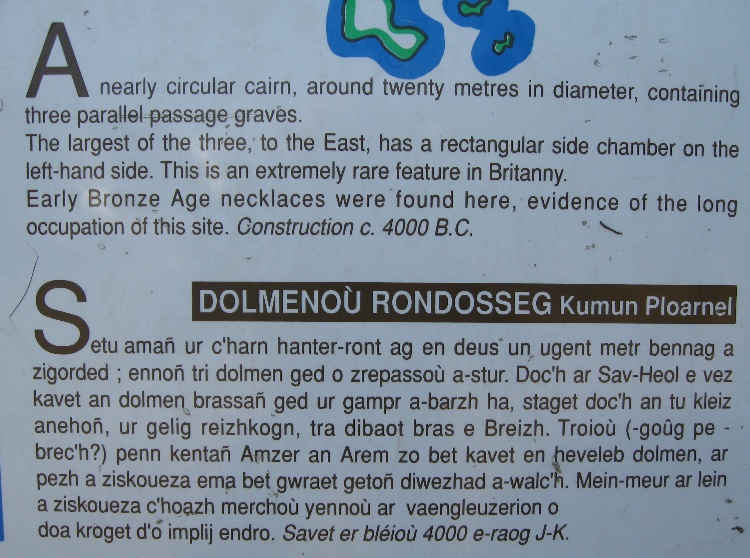 A nearly circular cairn, around twenty metres in diameter, containing
three parallel passage graves.
The largest of the three, to the East, has a rectangular side chamber on the
left-hand side. This is an extremely rare feature in Britanny.
Early Bronze Age necklaces were found here, evidence of the long
occupation of this site. Construction c. 4000 B.C.
DOLMENOÙ RONDOSSEG Kumun Ploarnel
Setu amañ ur c'harn hanter-ront ag en deus un ugent metr bennag a
zigorded ; ennoñ tri dolmen ged o zrepassoù a-stur. Doc'h ar Sav-Heol e vez
kavet an dolmen brassañ ged ur gampr a-barzh ha, staget doc'h an tu kleiz
anehoñ, ur gelig reizhkogn, tra dibaot bras e Breizh. Troioù (-goûg pe -
brec'h?) penn kentañ Amzer an Arem zo bet kavet en heveleb dolmen, ar
pezh a ziskoueza ema bet gwraet getoñ diwezhad a-walc'h. Mein-meur ar lein
a ziskoueza c'hoazh merchoù yennoù ar vaengleuzerion o
doa kroget d'o implij endro. Savet er bléioù 4000 e-raog J-K.